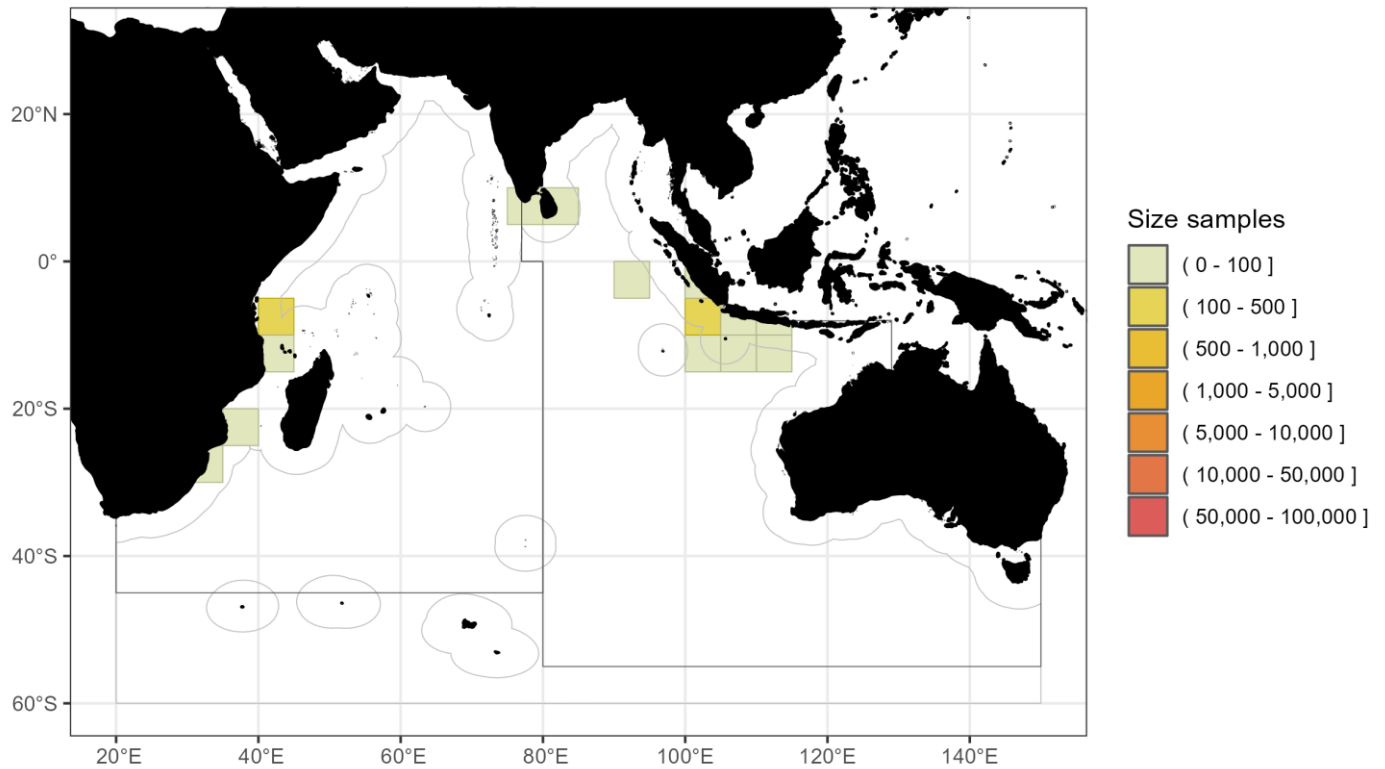 20°N
0°
20°S
40°S
60°S
20°E 40°E 60°E 80°E 100°E 120°E 140°E
Size samples
( 0 - 100 ]
( 100 - 500 ]
( 500 - 1,000 ]
( 1,000 - 5,000 ]
( 5,000 - 10,000 ]
( 10,000 - 50,000 ]
( 50,000 - 100,000 ]